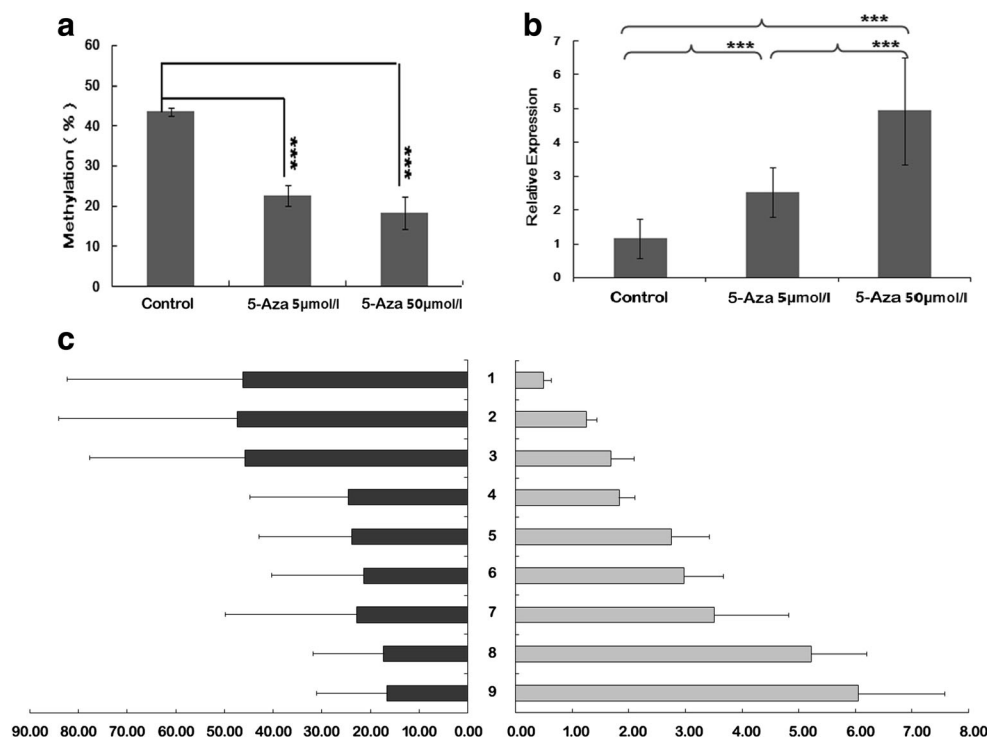 a
Methylation ( % )
60
50
40
30
20
10
0
***
***
Control
5-Aza 5μmol/l
5-Aza 50μmol/l
b
Relative Expression
7
6
5
4
3
2
1
0
***
***
***
Control
5-Aza 5μmol/l
5-Aza 50μmol/l
c
1
2
3
4
5
6
7
8
9
90.00 80.00 70.00 60.00 50.00 40.00 30.00 20.00 10.00 0.00
0.00 1.00 2.00 3.00 4.00 5.00 6.00 7.00 8.00